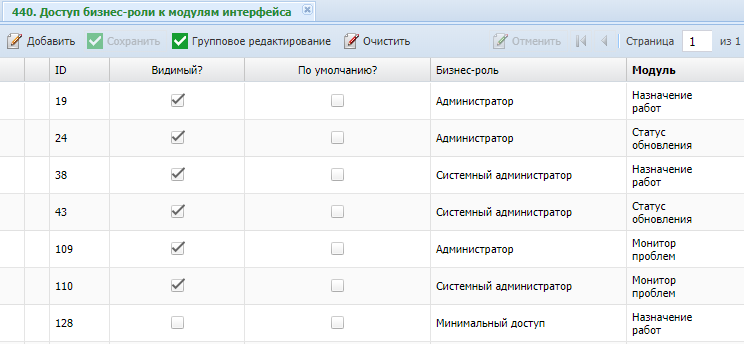 440. Доступ бизнес-роли к модулям интерфейса
Добавить Сохранить Групповое редактирование Очистить Отменить Страница 1 из 1
ID Видимый? По умолчанию? Бизнес-роль Модуль
19 Администратор Назначение
работ
24 Администратор Статус
обновления
38 Системный администратор Назначение
работ
43 Системный администратор Статус
обновления
109 Администратор Монитор
проблем
110 Системный администратор Монитор
проблем
128 Минимальный доступ Назначение
работ